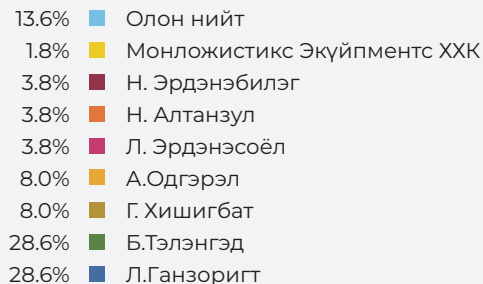 13.6% Олон нийт
1.8% Монложистикс Экүйпментс ХХК
3.8% Н. Эрдэнэбилэг
3.8% Н. Алтанзул
3.8% Л. Эрдэнэсоёл
8.0% А.Одгэрэл
8.0% Г. Хишигбат
28.6% Б.Тэлэнгэд
28.6% Л.Ганзоригт